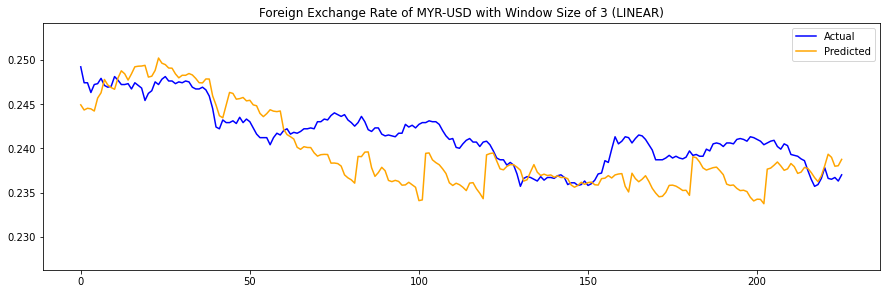 Foreign Exchange Rate of MYR-USD with Window Size of 3 (LINEAR)
Actual
Predicted
0.250
0.245
0.240
0.235
0.230
0 50 100 150 200